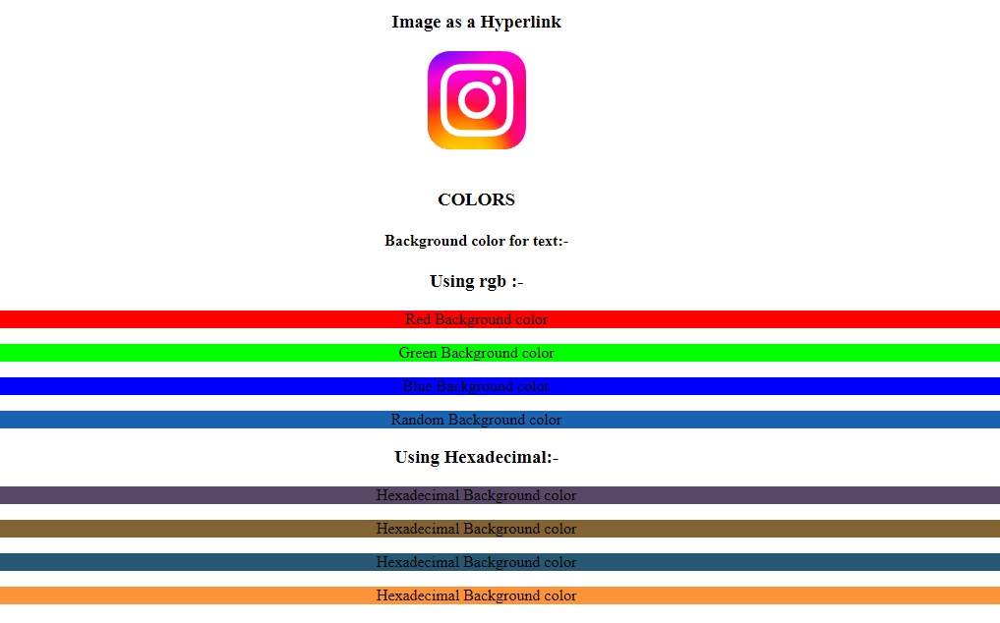 Image as a Hyperlink
COLORS
Background color for text:-
Using rgb :-
Red Background color
Green Background color
Blue Background color
Random Background color
Using Hexadecimal:-
Hexadecimal Background color
Hexadecimal Background color
Hexadecimal Background color
Hexadecimal Background color